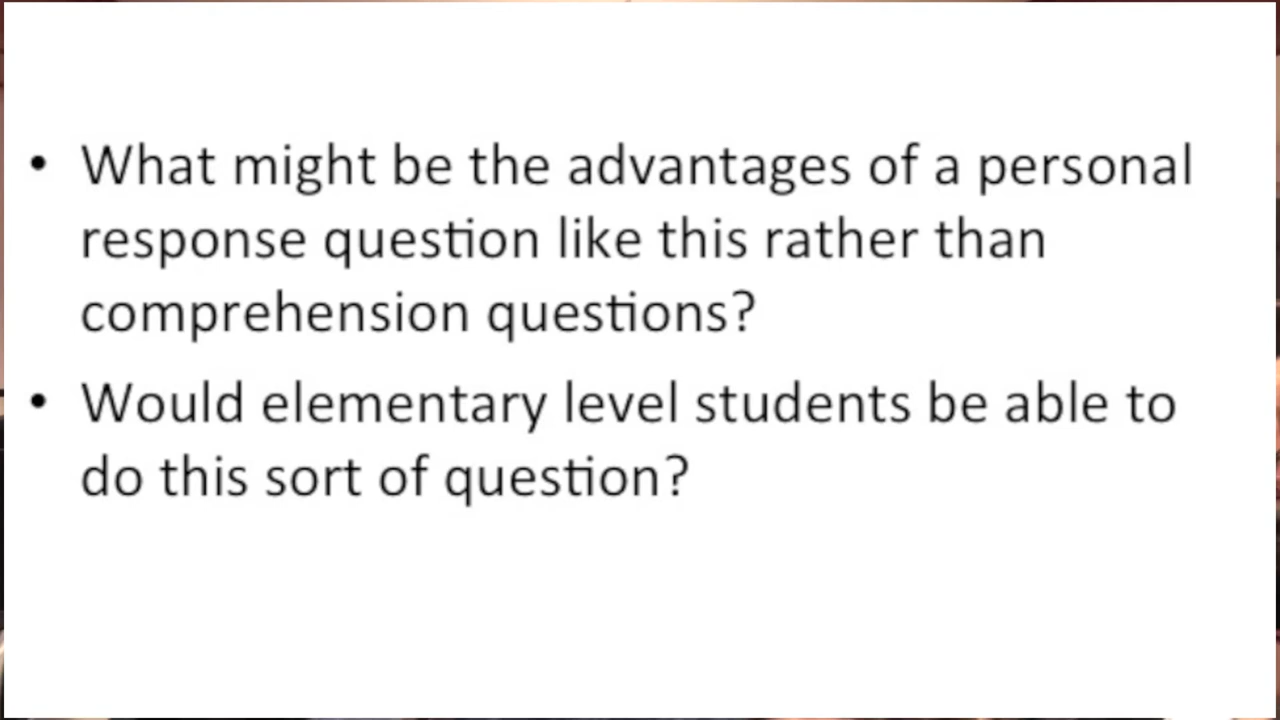 • What might be the advantages of a personal
response question like this rather than
comprehension questions?
• Would elementary level students be able to
do this sort of question?